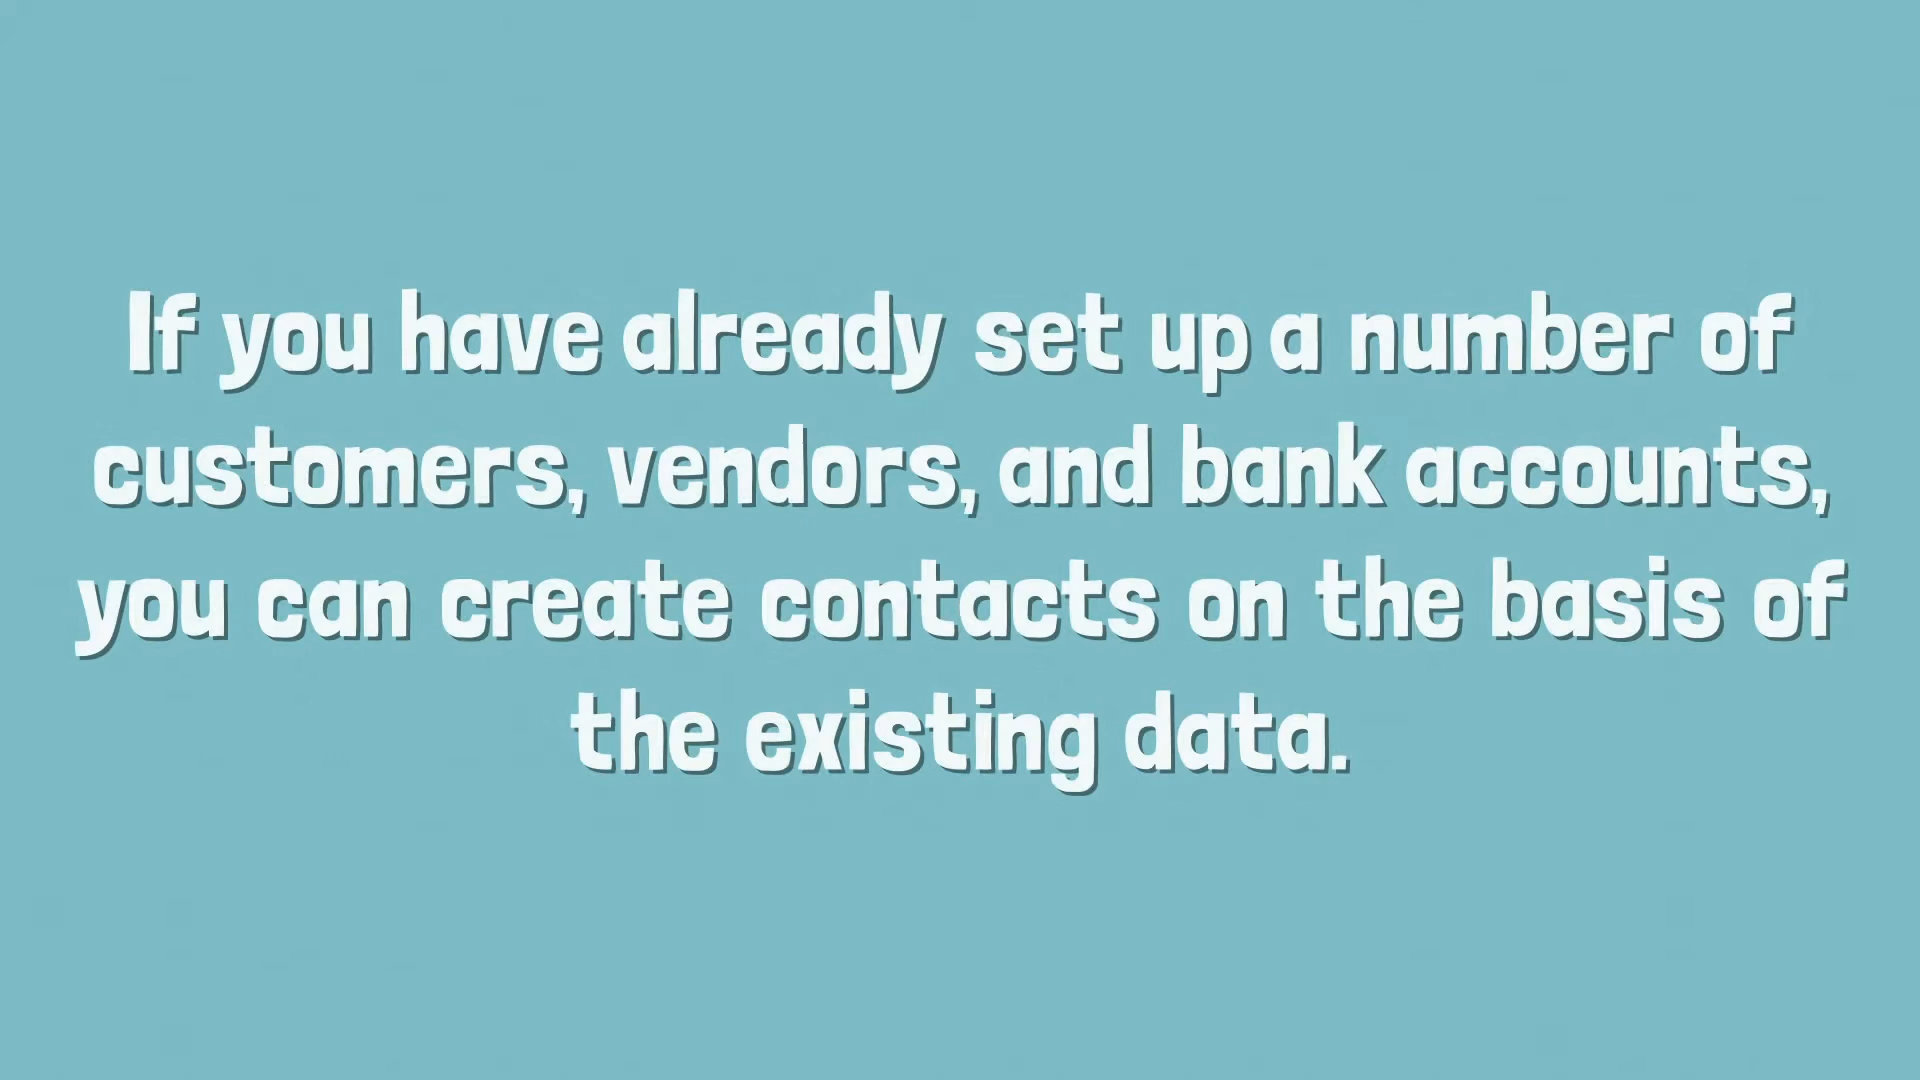 If you have already set up a number of
customers, vendors, and bank accounts,
you can create contacts on the basis of
the existing data.